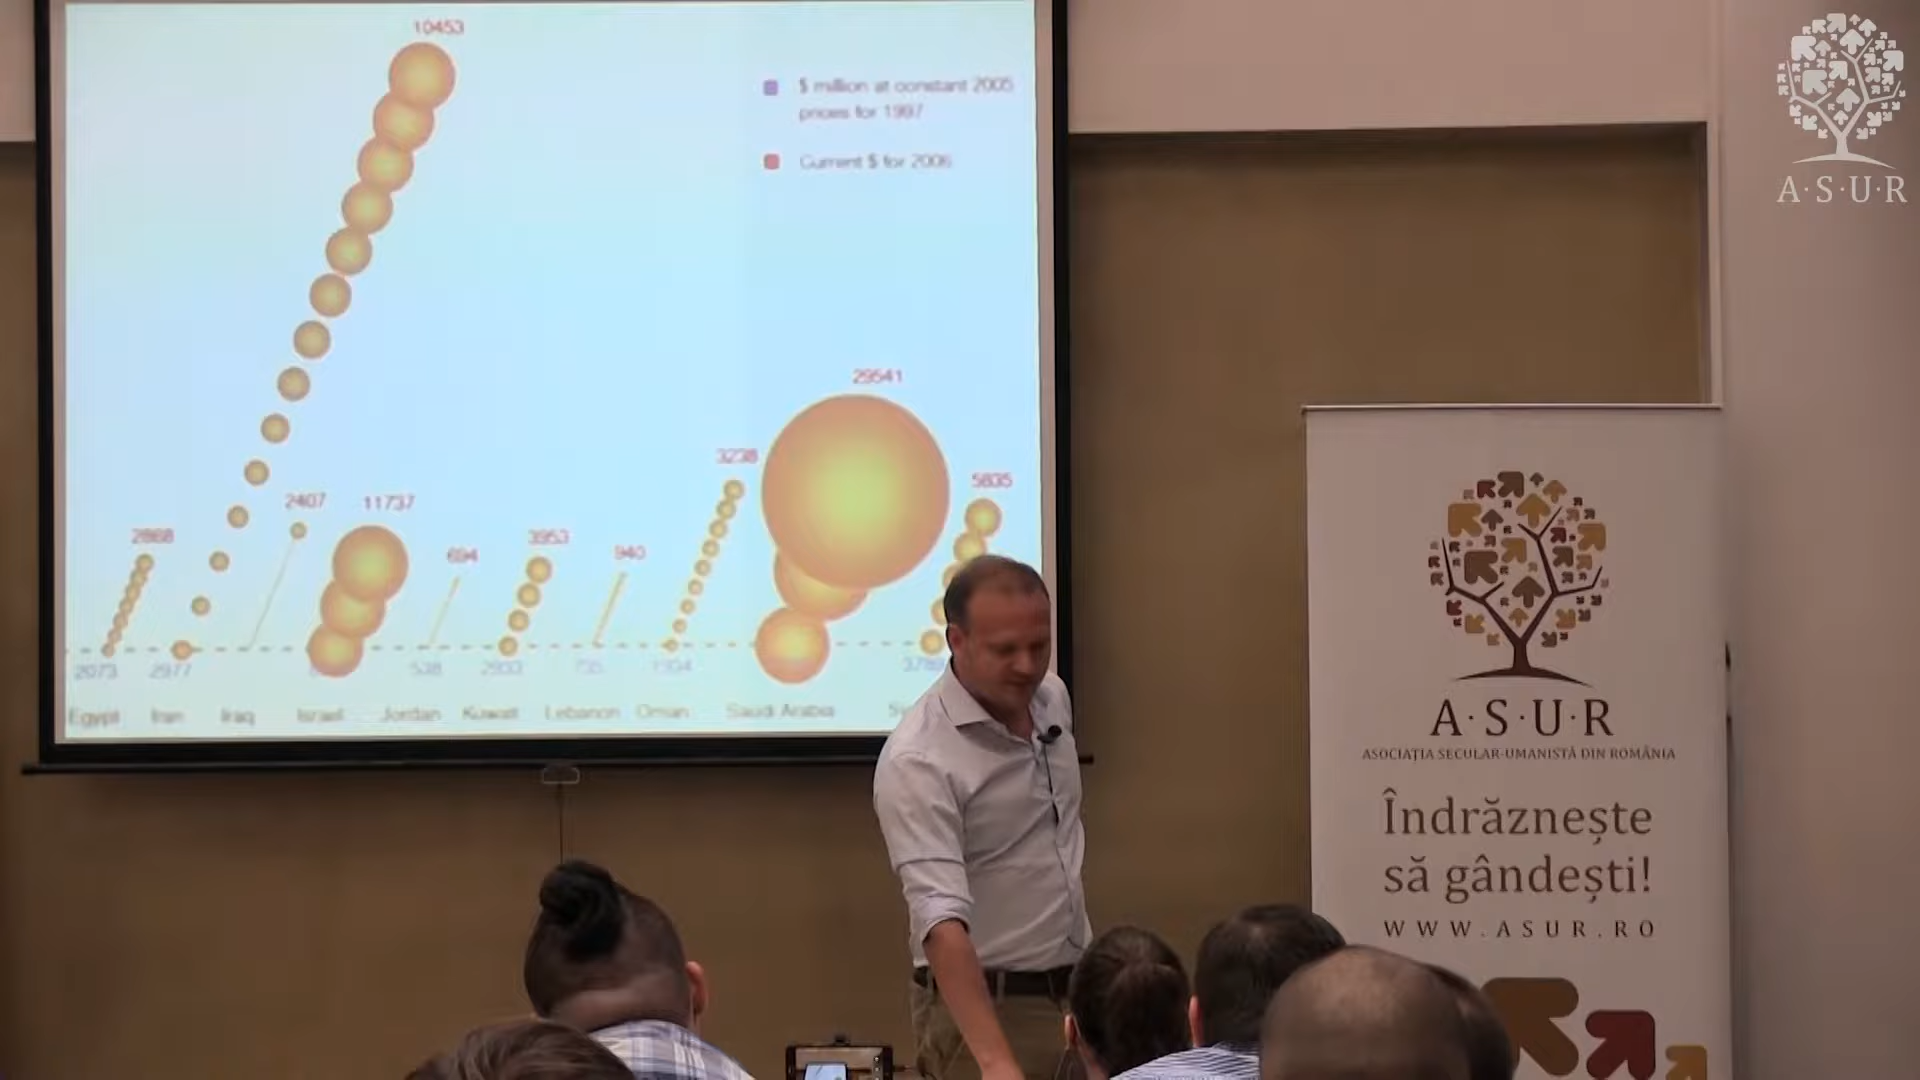 10453
$ million at constant 2005
prices for 1997
Current $ for 2006
29541
3238
5835
2407
11737
2868
694
3953
940
2073
2977
538
2933
735
1304
3789
Egypt
Iran
Iraq
Israel
Jordan
Kuwait
Lebanon
Oman
Saudi Arabia
A·S·U·R
A·S·U·R
ASOCIAȚIA SECULAR-UMANISTĂ DIN ROMÂNIA
Îndrăznește
să gândești!
WWW.ASUR.RO